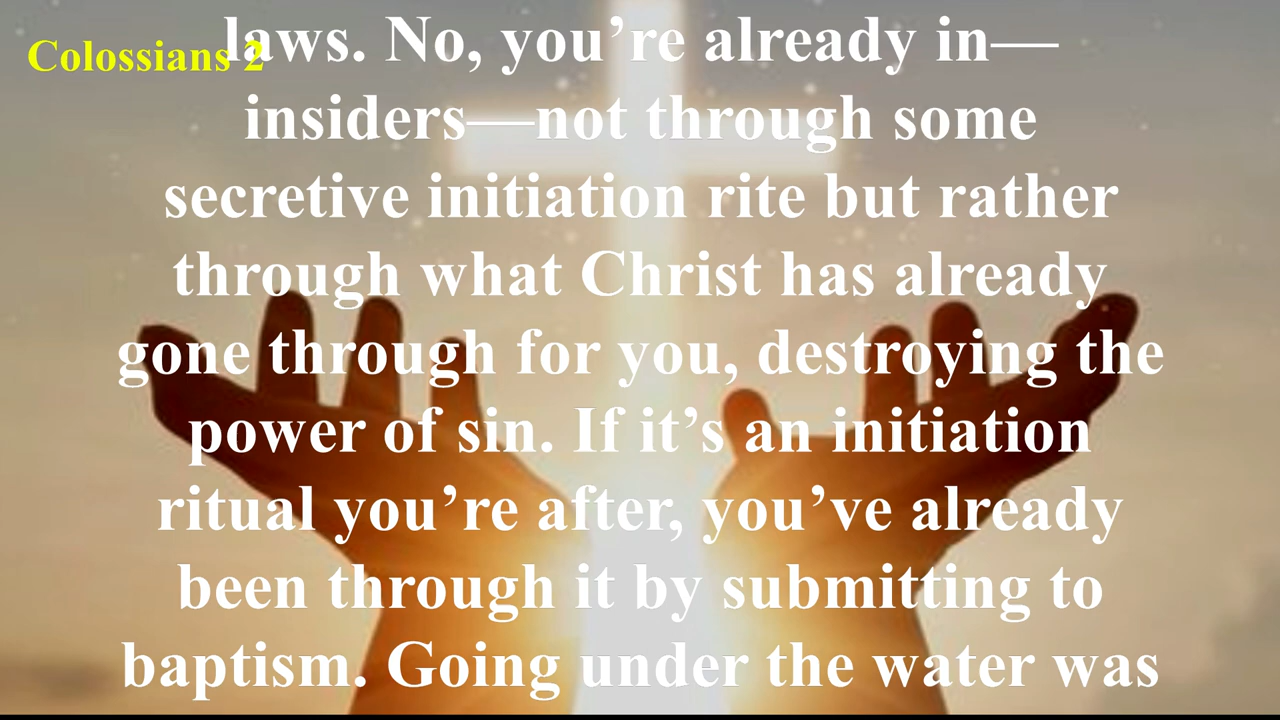 Colossians 2
laws. No, you’re already in—
insiders—not through some
secretive initiation rite but rather
through what Christ has already
gone through for you, destroying the
power of sin. If it’s an initiation
ritual you’re after, you’ve already
been through it by submitting to
baptism. Going under the water was